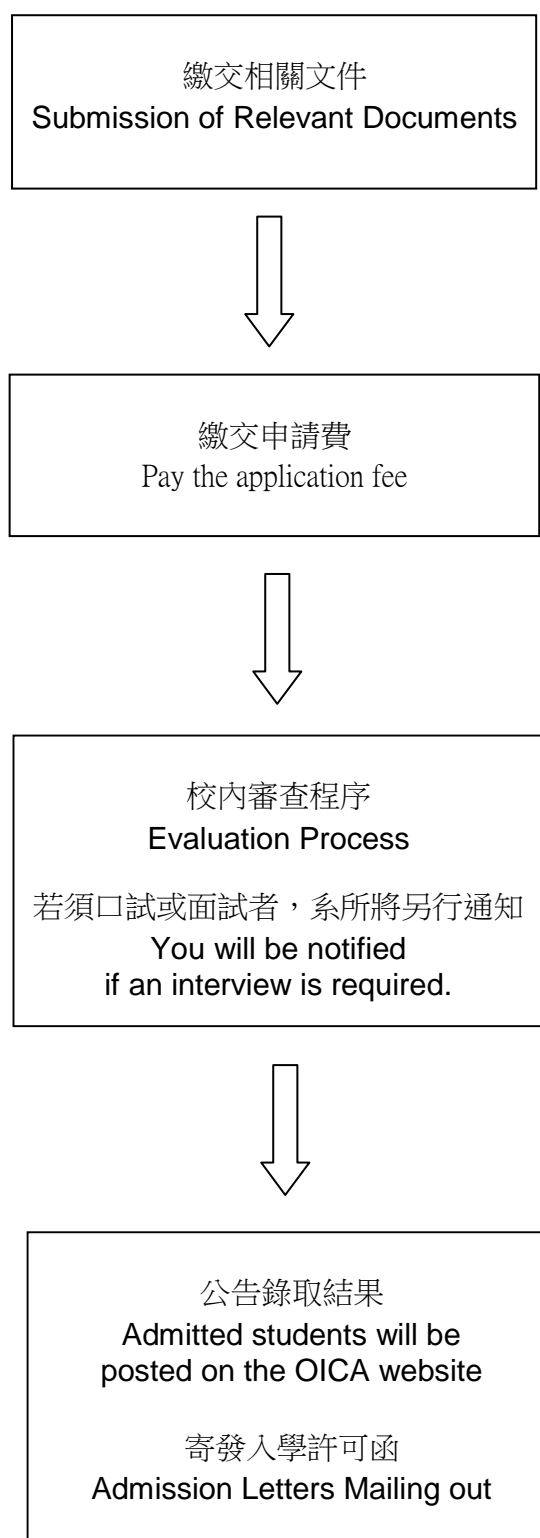 繳交相關文件
Submission of Relevant Documents
繳交申請費
Pay the application fee
校內審查程序
Evaluation Process
若須口試或面試者，系所將另行通知
You will be notified
if an interview is required.
公告錄取結果
Admitted students will be
posted on the OICA website
寄發入學許可函
Admission Letters Mailing out